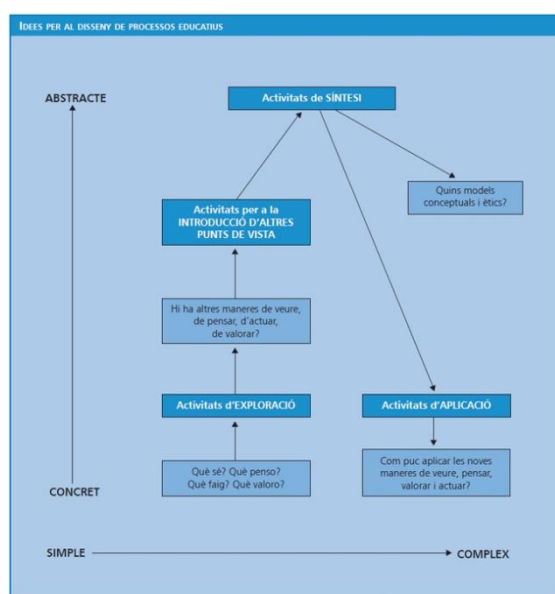 IDEES PER AL DISSENY DE PROCESSOS EDUCATIUS
ABSTRACTE
Activitats de SÍNTESI
Quins models
conceptuals i ètics?
Activitats per a la
INTRODUCCIÓ D'ALTRES
PUNTS DE VISTA
Hi ha altres maneres de veure,
de pensar, d'actuar,
de valorar?
Activitats d'EXPLORACIÓ
Activitats d'APLICACIÓ
Què sé? Què penso?
Què faig? Què valoro?
Com puc aplicar les noves
maneres de veure, pensar,
valorar i actuar?
CONCRET
SIMPLE
COMPLEX